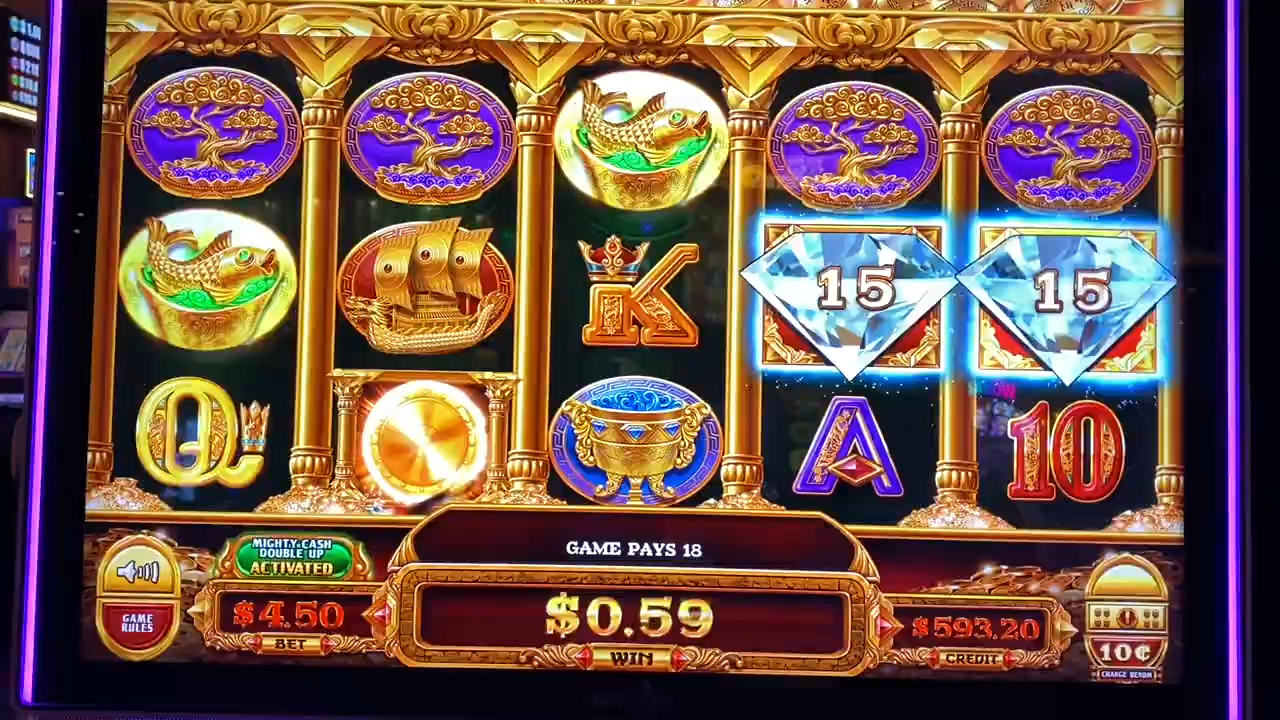 K
15
15
Q
A
10
MIGHTY CASH
DOUBLE UP
ACTIVATED
GAME PAYS 18
GAME
RULES
$4.50
BET
$0.59
WIN
$593.20
CREDIT
10¢
CHANGE DENOM